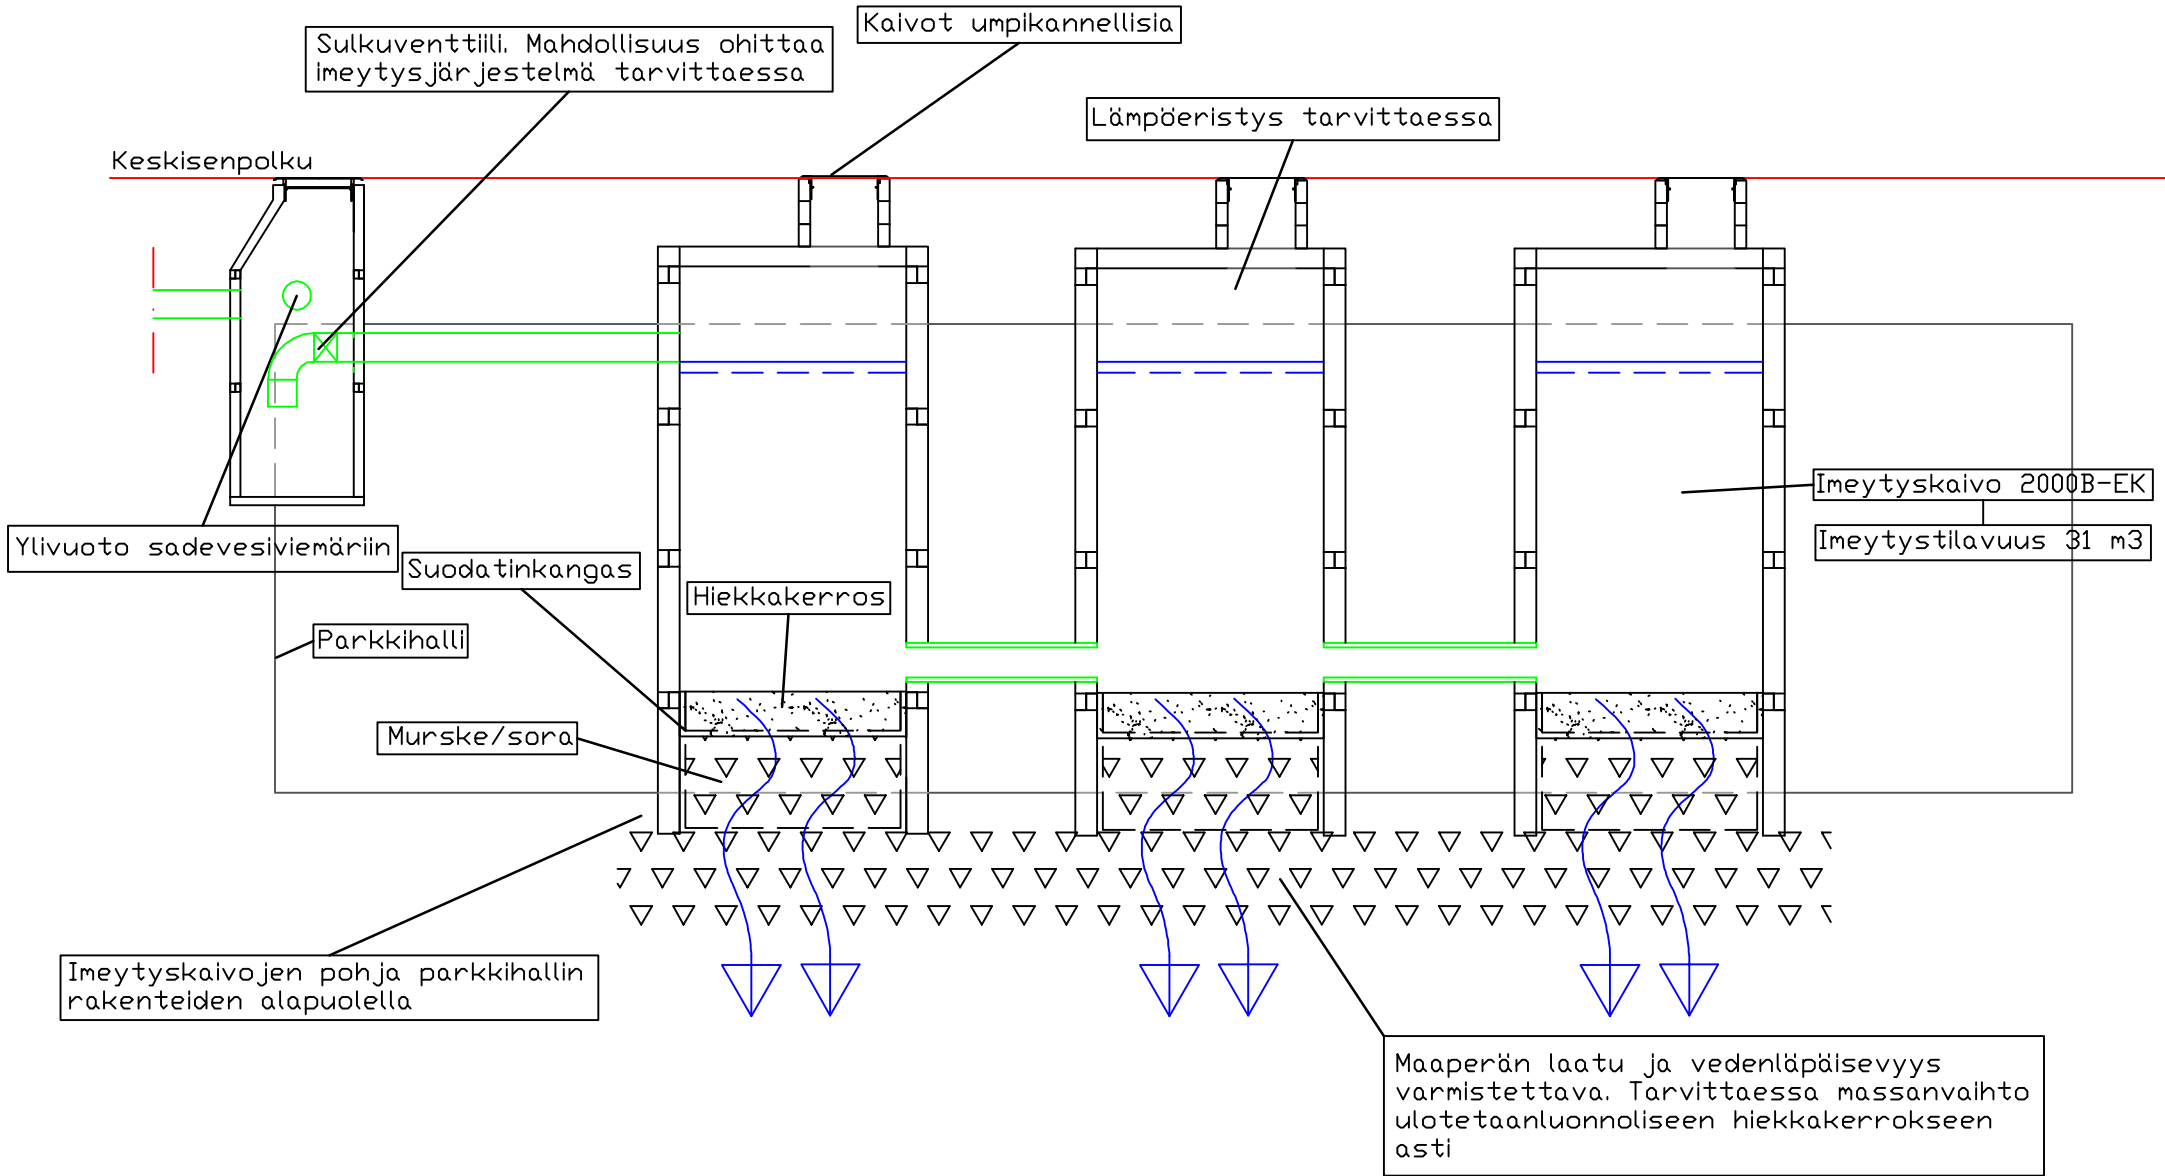 Kaivot umpikannellisia
Sulkuventtiili. Mahdollisuus ohittaa
imeytysjärjestelmä tarvittaessa
Lämpöeristys tarvittaessa
Keskisenpolku
Imeytyskaivo 2000B-EK
Imeytystilavuus 31 m3
Ylivuoto sadevesiviemäriin
Suodatinkangas
Hiekkakerros
Parkkihalli
Murske/sora
Imeytyskaivojen pohja parkkihallin
rakenteiden alapuolella
Maaperän laatu ja vedenläpäisevyys
varmistettava. Tarvittaessa massanvaihto
ulotetaanluonnoliseen hiekkakerrokseen
asti